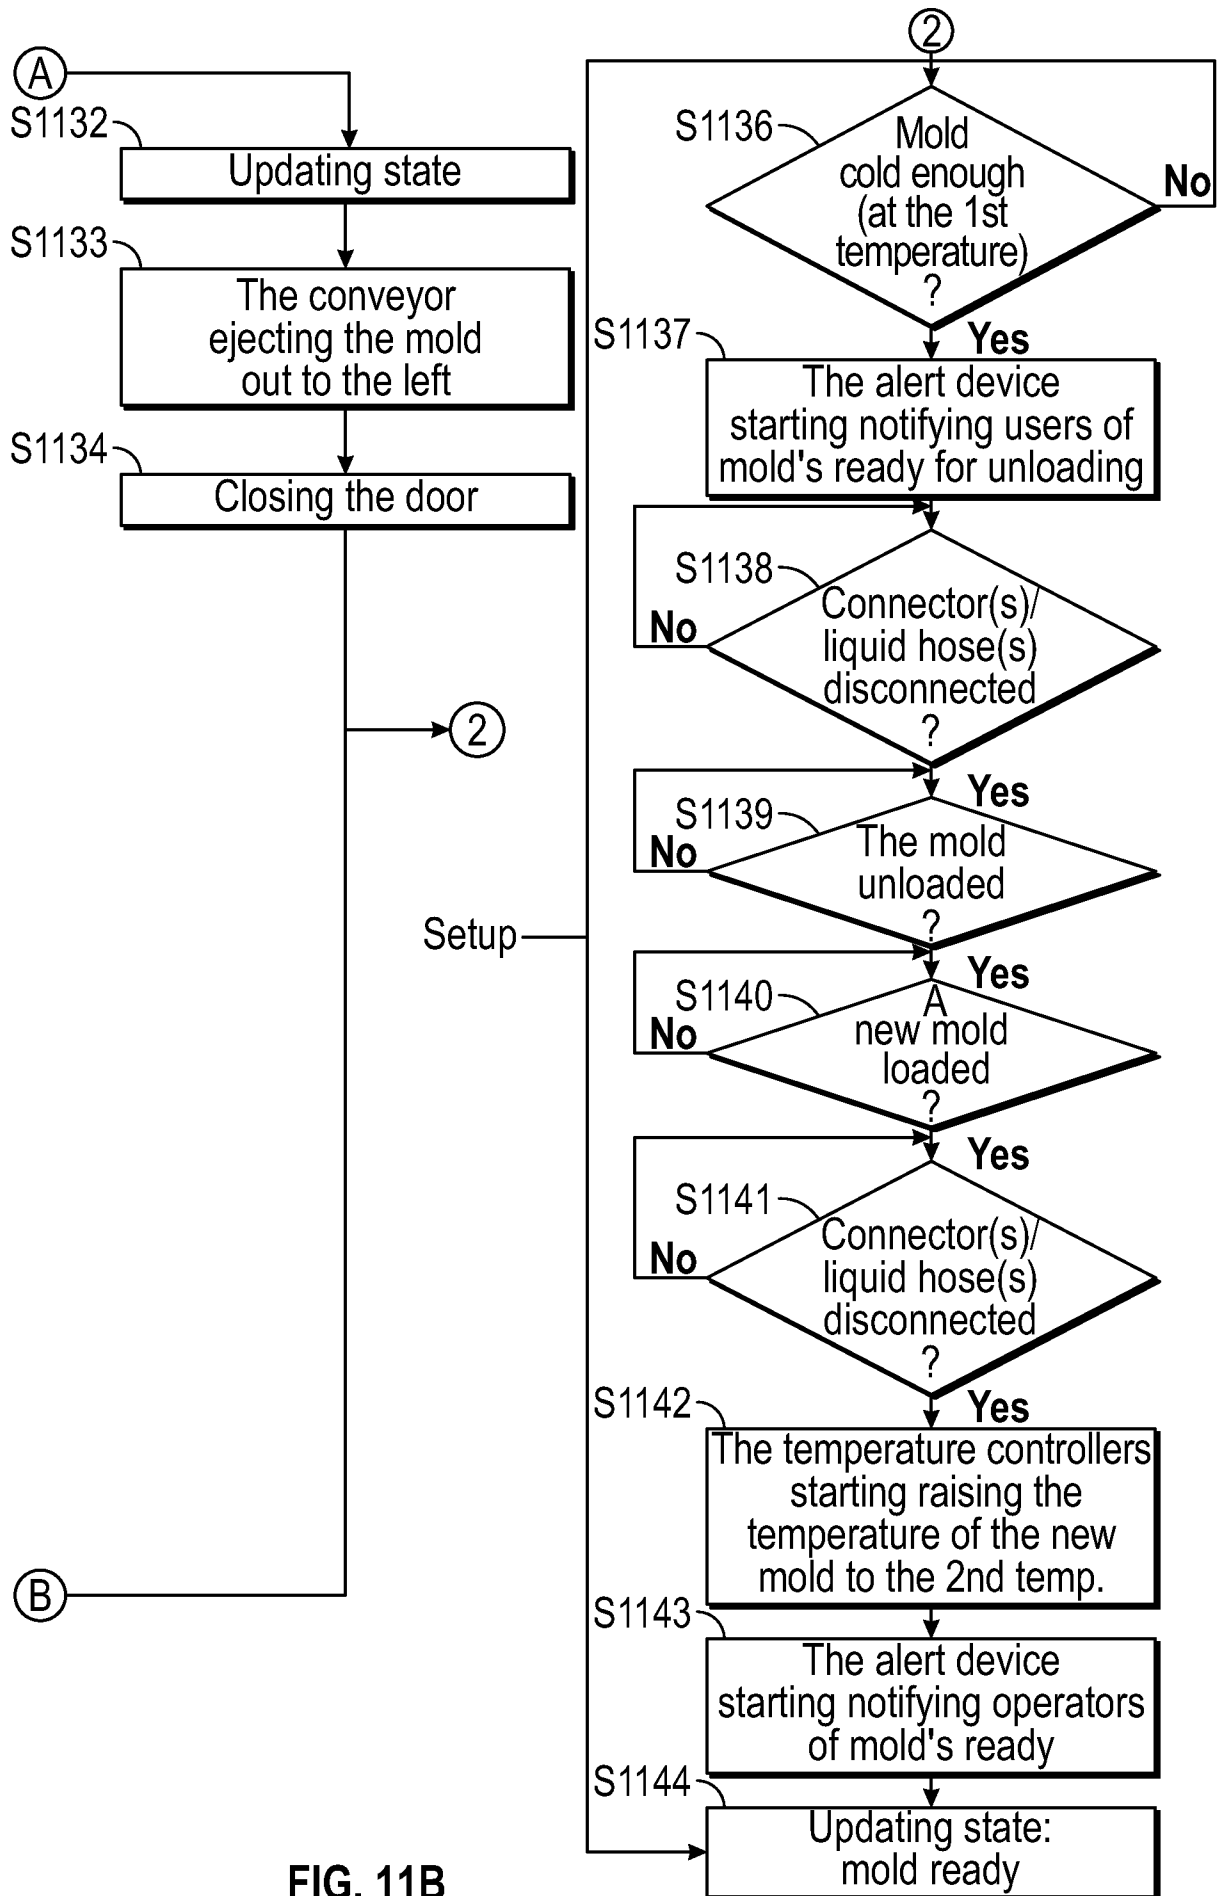 A
S1132
Updating state
S1133
The conveyor
ejecting the mold
out to the left
S1134
Closing the door
2
B
Setup
2
S1136
Mold
cold enough
(at the 1st
temperature)
?
No
Yes
S1137
The alert device
starting notifying users of
mold's ready for unloading
S1138
Connector(s)/
liquid hose(s)
disconnected
?
No
Yes
S1139
The mold
unloaded
?
No
Yes
S1140
A
new mold
loaded
?
No
Yes
S1141
Connector(s)/
liquid hose(s)
disconnected
?
No
Yes
S1142
The temperature controllers
starting raising the
temperature of the new
mold to the 2nd temp.
S1143
The alert device
starting notifying operators
of mold's ready
S1144
Updating state:
mold ready
FIG. 11B